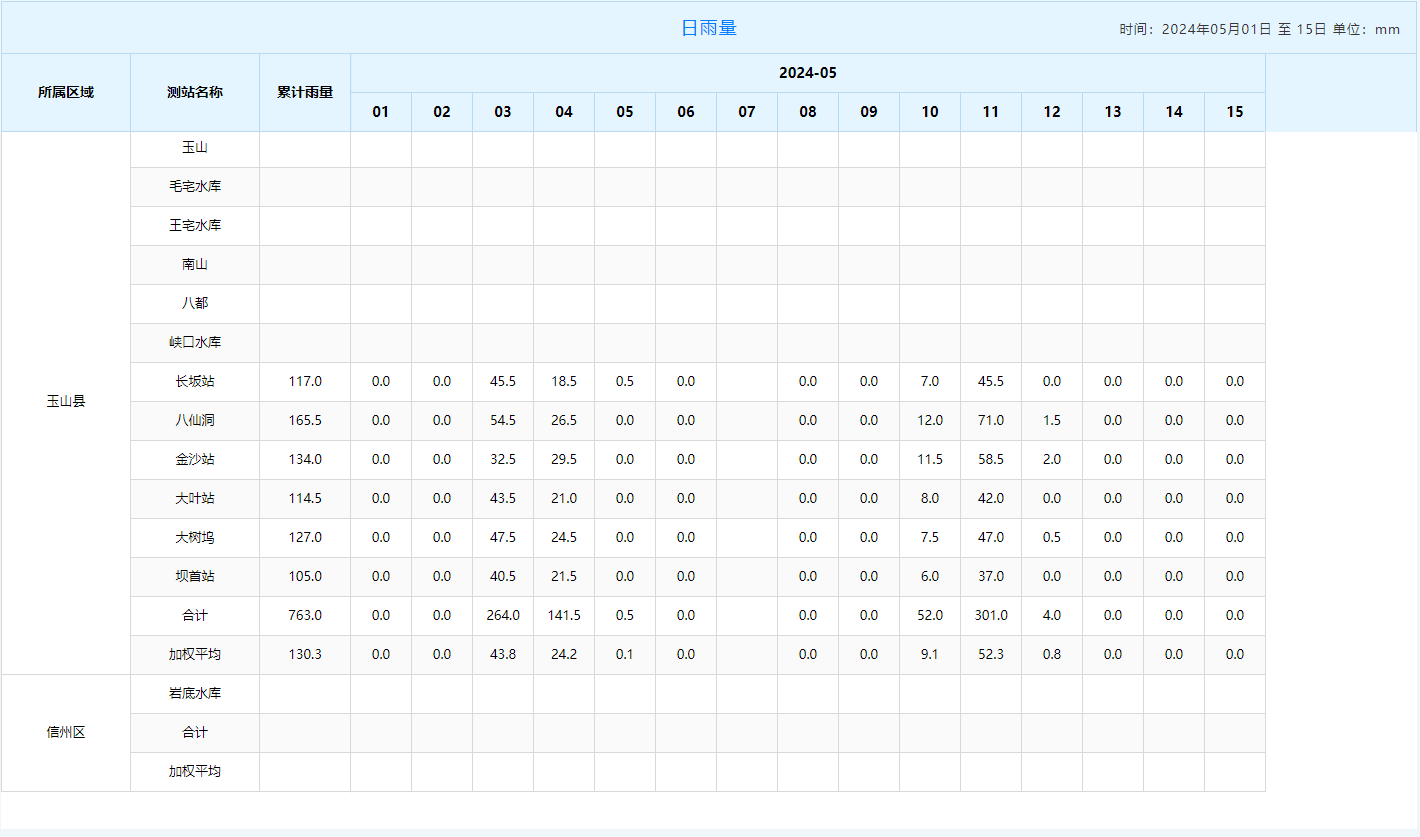 日雨量
时间：2024年05月01日 至 15日 单位：mm
所属区域 测站名称 累计雨量 2024-05
01 02 03 04 05 06 07 08 09 10 11 12 13 14 15
玉山
毛宅水库
王宅水库
南山
八都
峡口水库
长坂站 117.0 0.0 0.0 45.5 18.5 0.5 0.0 0.0 0.0 7.0 45.5 0.0 0.0 0.0 0.0
玉山县
八仙洞 165.5 0.0 0.0 54.5 26.5 0.0 0.0 0.0 0.0 12.0 71.0 1.5 0.0 0.0 0.0
金沙站 134.0 0.0 0.0 32.5 29.5 0.0 0.0 0.0 0.0 11.5 58.5 2.0 0.0 0.0 0.0
大叶站 114.5 0.0 0.0 43.5 21.0 0.0 0.0 0.0 0.0 8.0 42.0 0.0 0.0 0.0 0.0
大树坞 127.0 0.0 0.0 47.5 24.5 0.0 0.0 0.0 0.0 7.5 47.0 0.5 0.0 0.0 0.0
坝首站 105.0 0.0 0.0 40.5 21.5 0.0 0.0 0.0 0.0 6.0 37.0 0.0 0.0 0.0 0.0
合计 763.0 0.0 0.0 264.0 141.5 0.5 0.0 0.0 0.0 52.0 301.0 4.0 0.0 0.0 0.0
加权平均 130.3 0.0 0.0 43.8 24.2 0.1 0.0 0.0 0.0 9.1 52.3 0.8 0.0 0.0 0.0
岩底水库
信州区 合计
加权平均